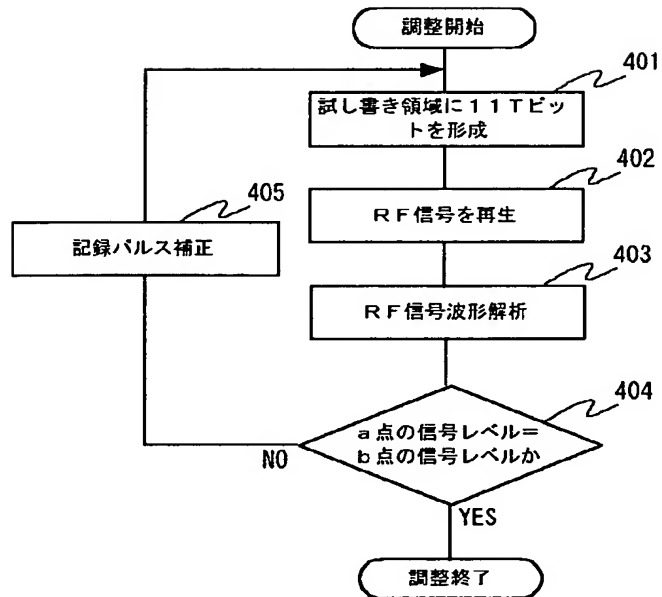 調整開始
401
試し書き領域に11Tピッ
トを形成
402
RF信号を再生
405
記録パルス補正
403
RF信号波形解析
404
a点の信号レベル=
b点の信号レベルか
NO
YES
調整終了